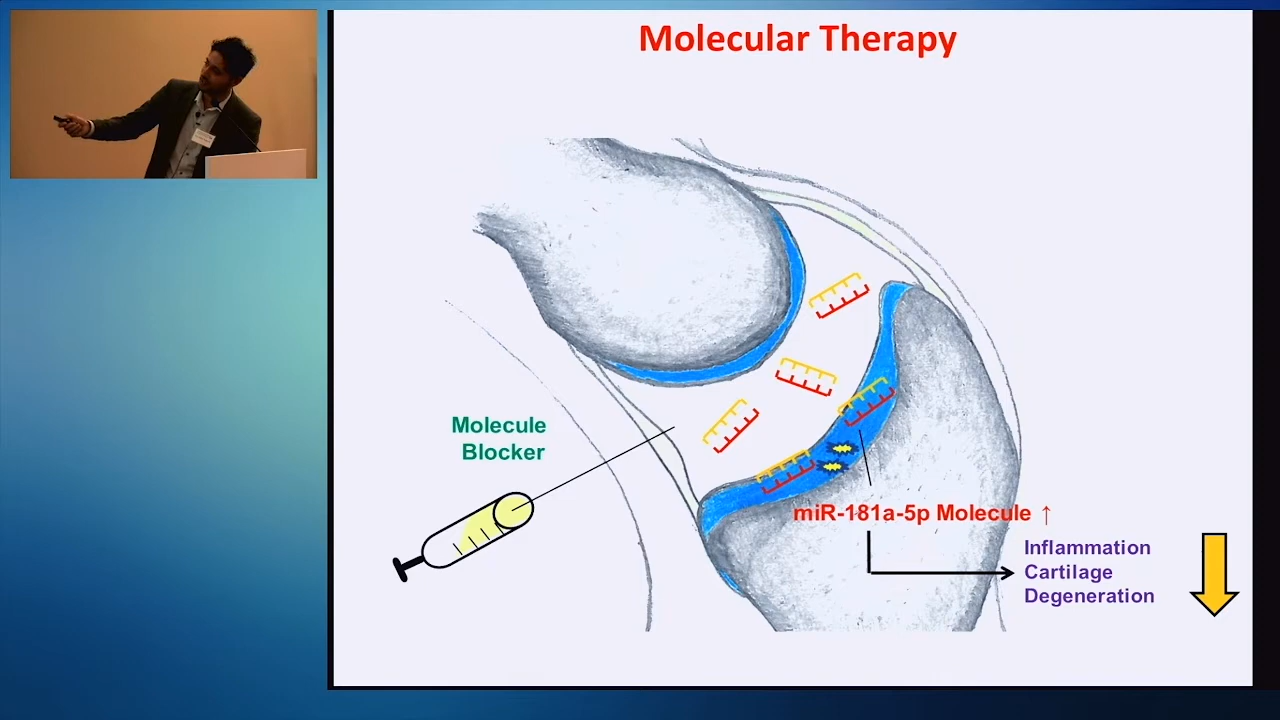 Molecular Therapy
Molecule
Blocker
miR-181a-5p Molecule ↑
Inflammation
Cartilage
Degeneration